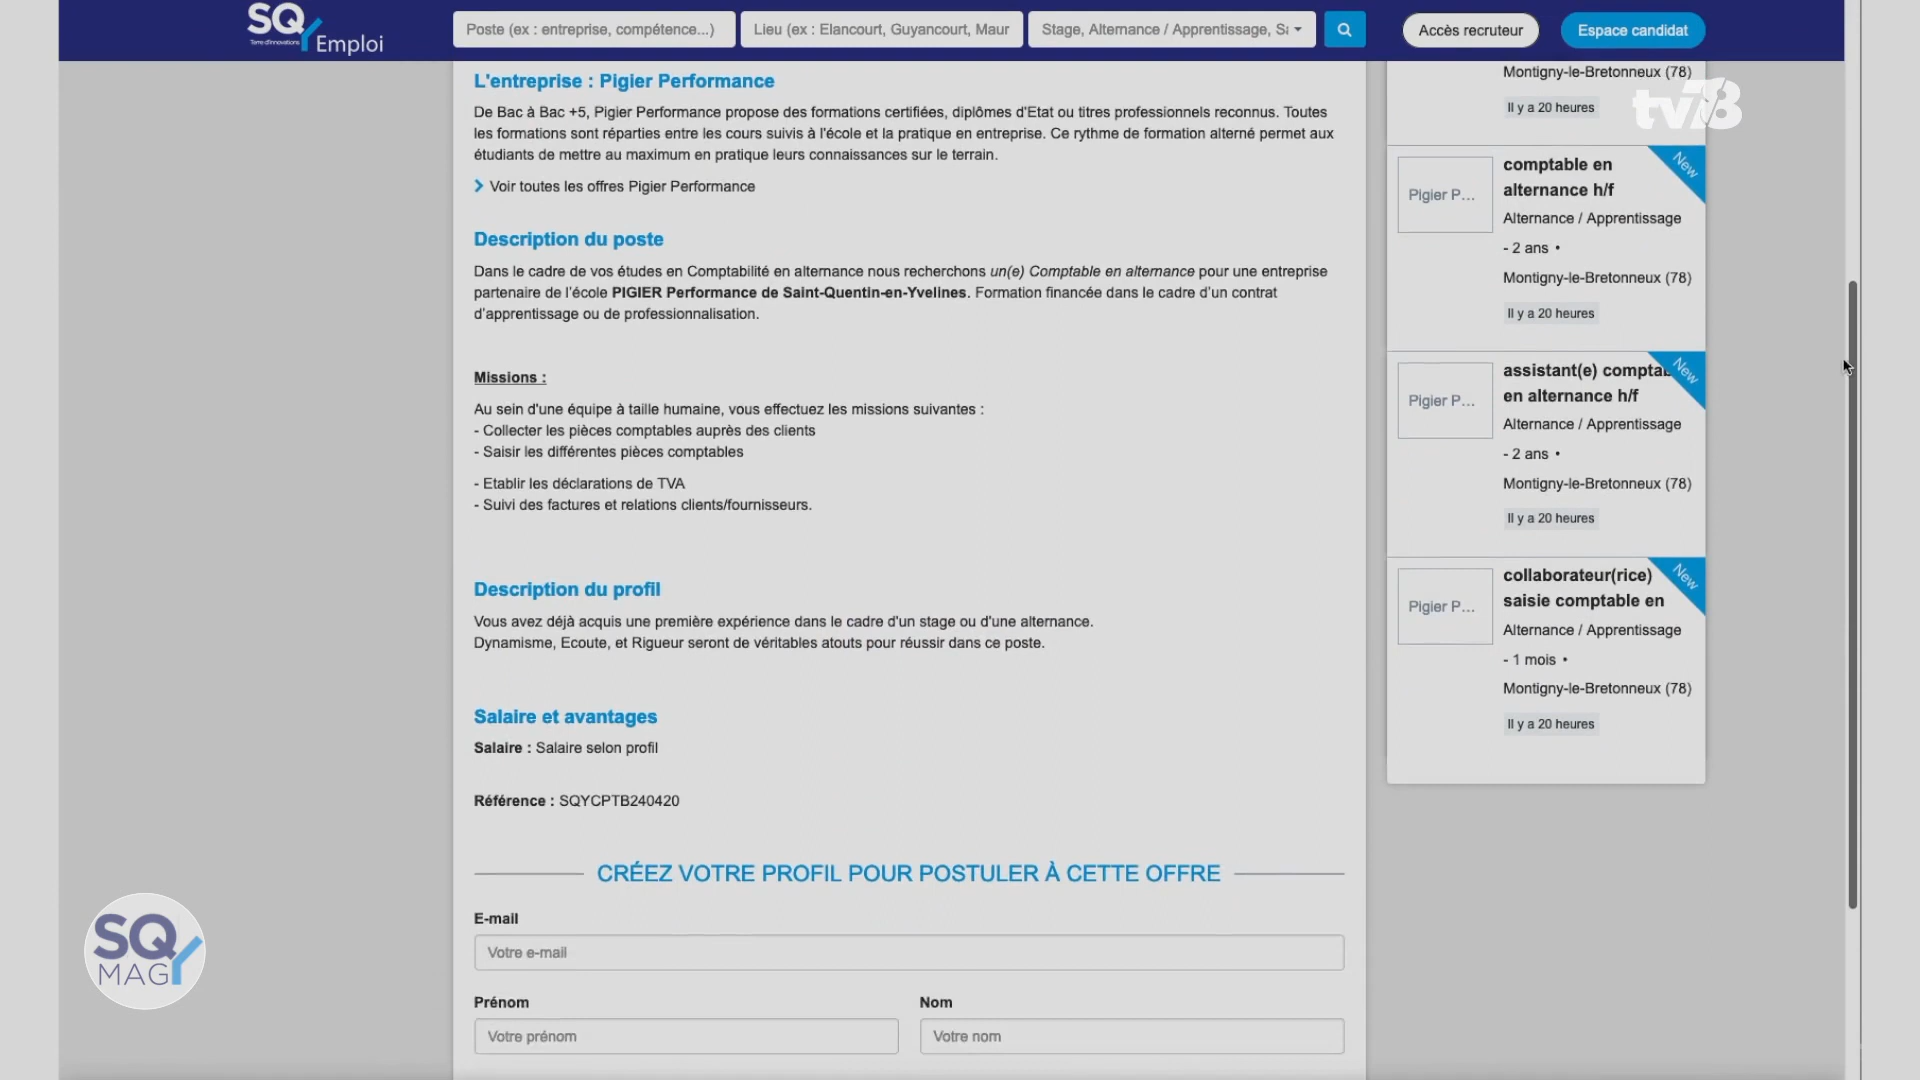 SQY
Terre d'innovations
Emploi
Poste (ex : entreprise, compétence...)
Lieu (ex : Elancourt, Guyancourt, Maur
Stage, Alternance / Apprentissage, Sa
Accès recruteur
Espace candidat
L'entreprise : Pigier Performance
De Bac à Bac +5, Pigier Performance propose des formations certifiées, diplômes d'Etat ou titres professionnels reconnus. Toutes
les formations sont réparties entre les cours suivis à l'école et la pratique en entreprise. Ce rythme de formation alterné permet aux
étudiants de mettre au maximum en pratique leurs connaissances sur le terrain.
Voir toutes les offres Pigier Performance
Description du poste
Dans le cadre de vos études en Comptabilité en alternance nous recherchons un(e) Comptable en alternance pour une entreprise
partenaire de l'école PIGIER Performance de Saint-Quentin-en-Yvelines. Formation financée dans le cadre d'un contrat
d'apprentissage ou de professionnalisation.
Missions :
Au sein d'une équipe à taille humaine, vous effectuez les missions suivantes :
- Collecter les pièces comptables auprès des clients
- Saisir les différentes pièces comptables
- Etablir les déclarations de TVA
- Suivi des factures et relations clients/fournisseurs.
Description du profil
Vous avez déjà acquis une première expérience dans le cadre d'un stage ou d'une alternance.
Dynamisme, Ecoute, et Rigueur seront de véritables atouts pour réussir dans ce poste.
Salaire et avantages
Salaire : Salaire selon profil
Référence : SQYCPTB240420
CRÉEZ VOTRE PROFIL POUR POSTULER À CETTE OFFRE
E-mail
Votre e-mail
Prénom
Nom
Votre prénom
Votre nom
Montigny-le-Bretonneux (78)
Il y a 20 heures
tv78
Pigier P...
comptable en
alternance h/f
New
Alternance / Apprentissage
- 2 ans •
Montigny-le-Bretonneux (78)
Il y a 20 heures
Pigier P...
assistant(e) comptab
en alternance h/f
New
Alternance / Apprentissage
- 2 ans •
Montigny-le-Bretonneux (78)
Il y a 20 heures
Pigier P...
collaborateur(rice)
saisie comptable en
New
Alternance / Apprentissage
- 1 mois •
Montigny-le-Bretonneux (78)
Il y a 20 heures
SQY
MAG